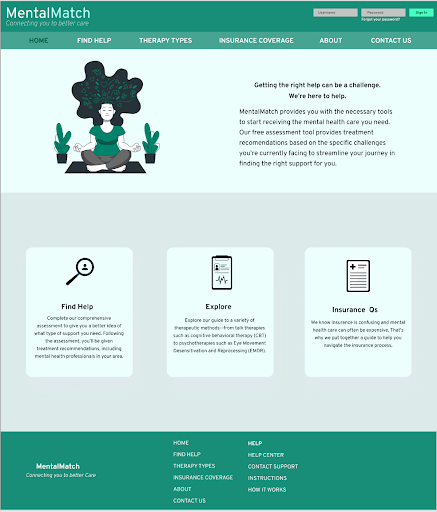 MentalMatch
Connecting you to better care
Username
Password
Sign In
Forgot your password?
HOME
FIND HELP
THERAPY TYPES
INSURANCE COVERAGE
ABOUT
CONTACT US
Getting the right help can be a challenge.
We're here to help.
MentalMatch provides you with the necessary tools
to start receiving the mental health care you need.
Our free assessment tool provides treatment
recomendations based on the specific challenges
you're currently facing to streamline your journey in
finding the right support for you.
Find Help
Complete our comprehensive
assessment to give you a better idea of
what type of support you need. Following
the assessment, you'll be given
treatment recommendations, including
mental health professionals in your area.
Explore
Explore our guide to a variety of
therapeutic methods—from talk therapies
such as cognitive-behavioral therapy (CBT)
to psychotherapies such as Eye Movement
Desensitivation and Reprocessing (EMDR).
Insurance Qs
We know insurance is confusing and mental
health care can often be expensive. That's
why we put together a guide to help you
navigate the insurance process.
MentalMatch
Connecting you to better Care
HOME
FIND HELP
THERAPY TYPES
INSURANCE COVERAGE
ABOUT
CONTACT US
HELP
HELP CENTER
CONTACT SUPPORT
INSTRUCTIONS
HOW IT WORKS